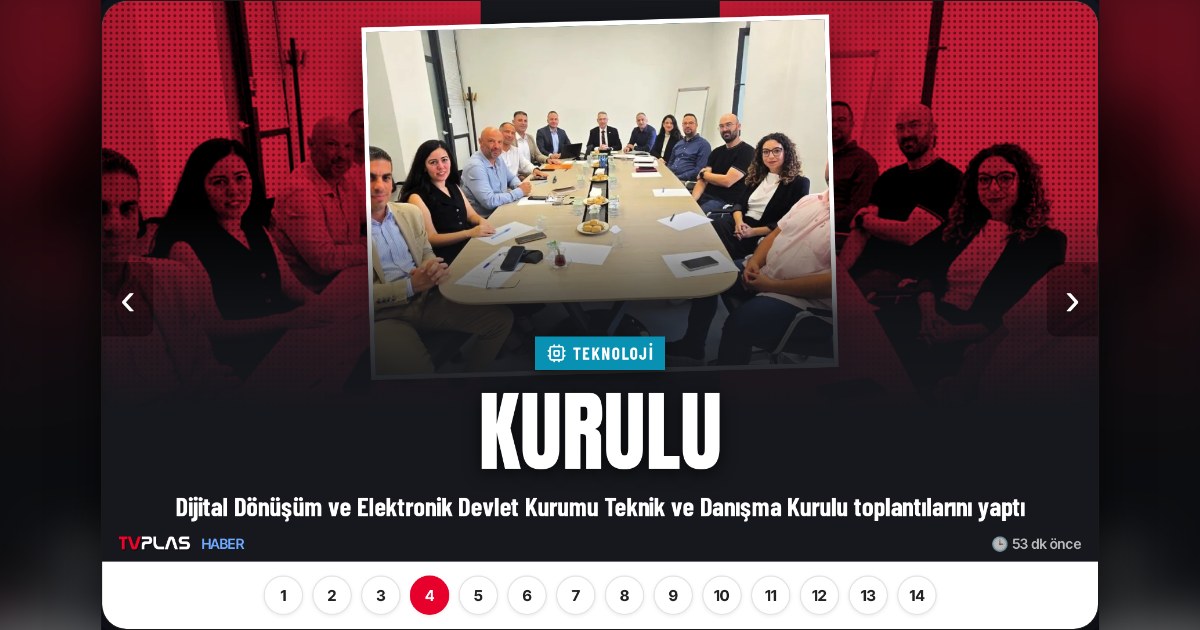 TEKNOLOJİ
KURULU
Dijital Dönüşüm ve Elektronik Devlet Kurumu Teknik ve Danışma Kurulu toplantılarını yaptı
TVPLAS HABER
53 dk önce
1 2 3 4 5 6 7 8 9 10 11 12 13 14